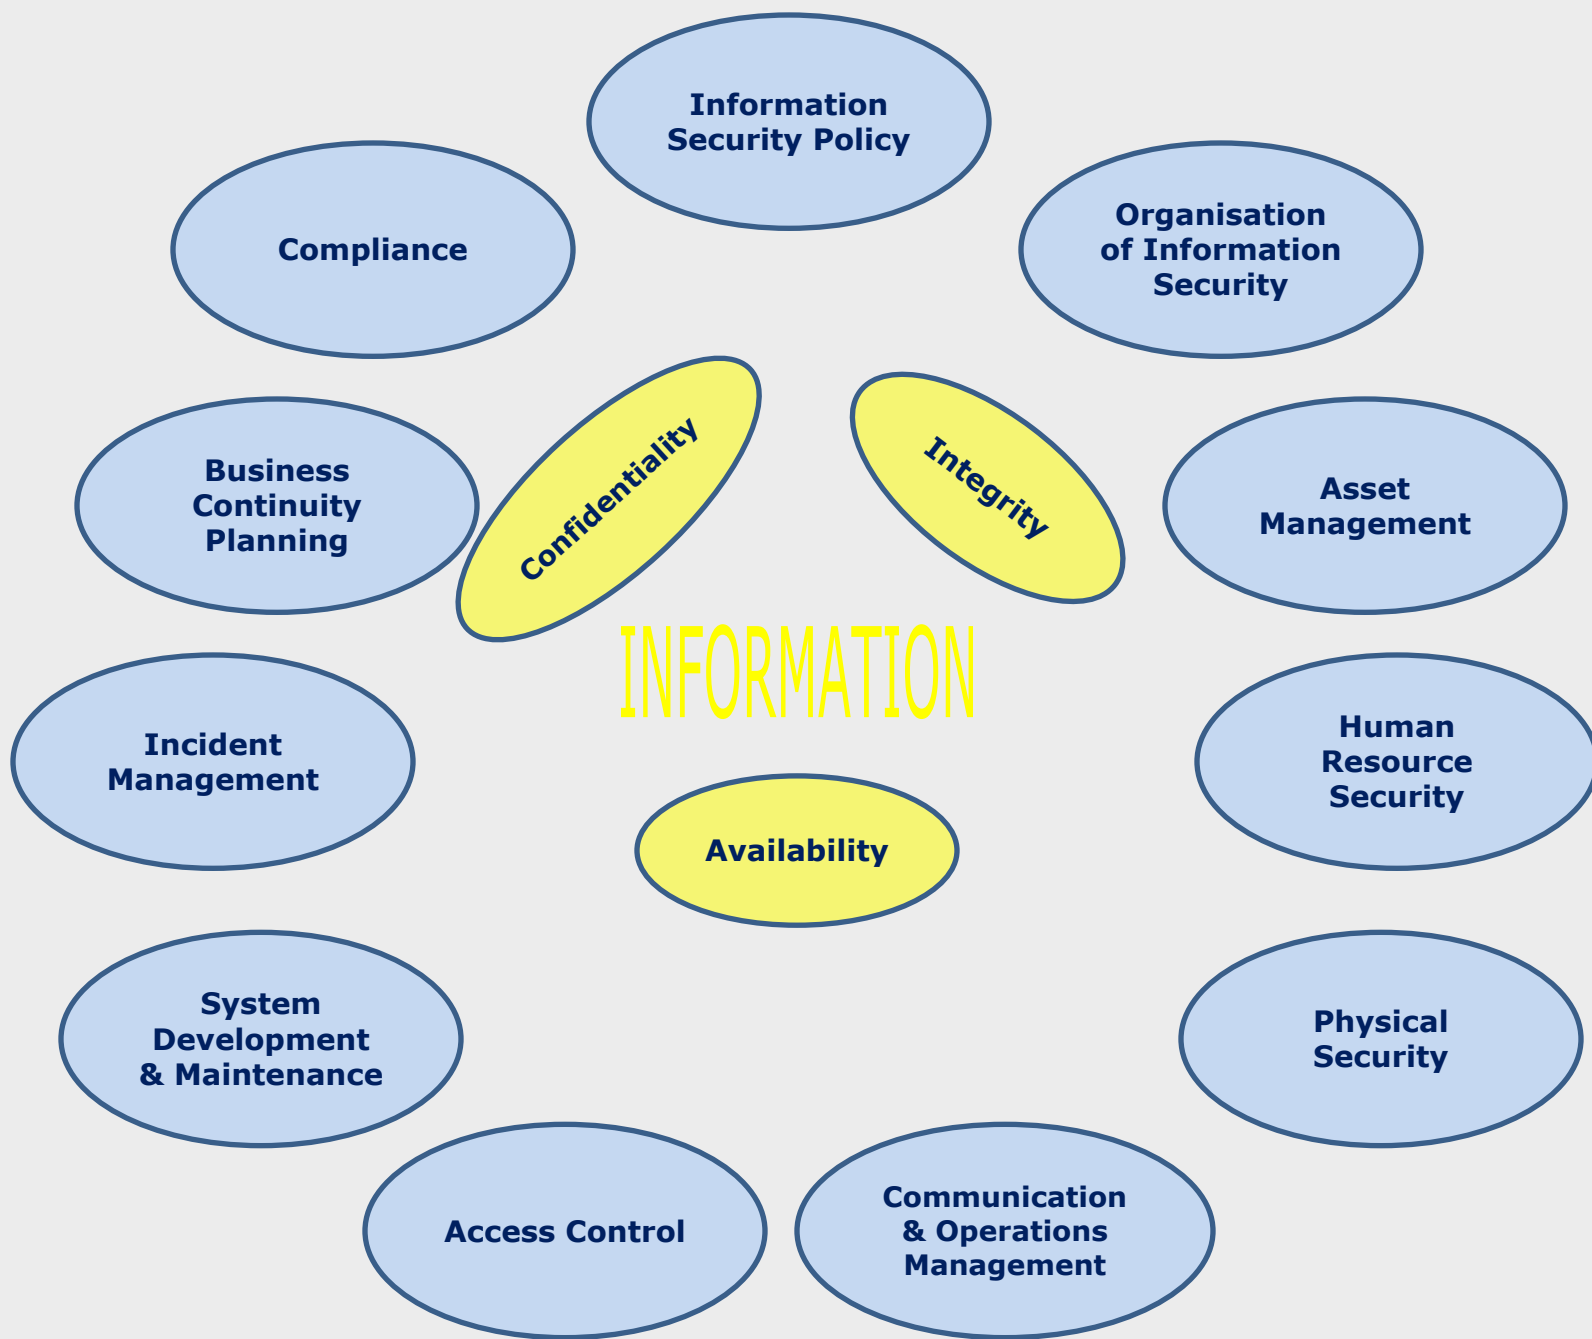 Information
Security Policy
Compliance
Organisation
of Information
Security
Confidentiality
Integrity
Business
Continuity
Planning
Asset
Management
INFORMATION
Incident
Management
Human
Resource
Security
Availability
System
Development
& Maintenance
Physical
Security
Access Control
Communication
& Operations
Management